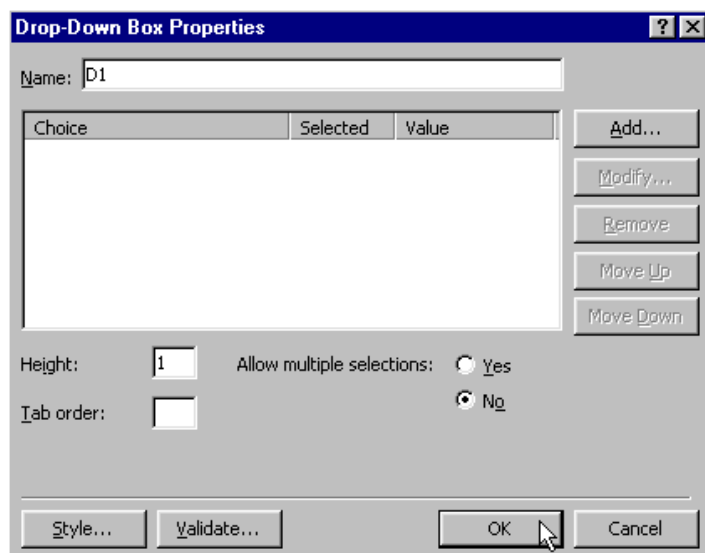 Drop-Down Box Properties
Name: D1
Choice Selected Value
Add...
Modify...
Remove
Move Up
Move Down
Height: 1 Allow multiple selections: Yes
Tab order: No
Style... Validate... OK Cancel